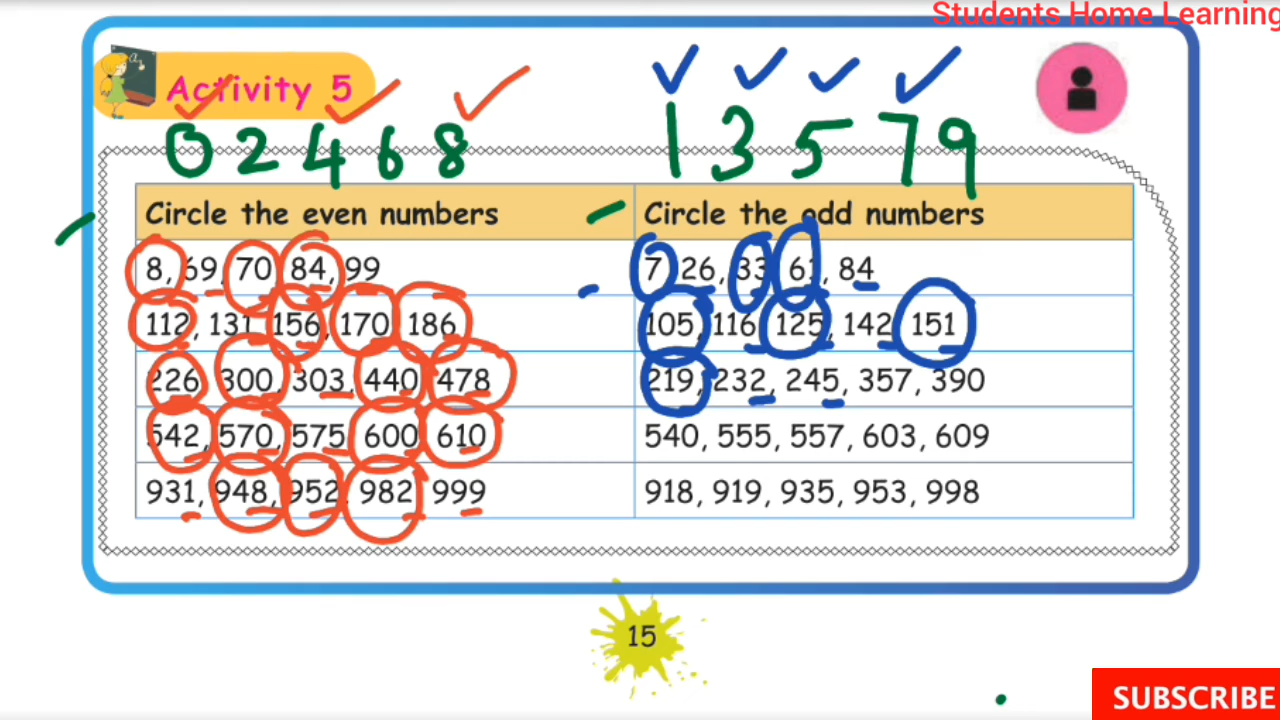 Students Home Learning
Activity 5
0 2 4 6 8
1 3 5 7 9
Circle the even numbers
Circle the odd numbers
8, 69, 70, 84, 99
7, 26, 33, 61, 84
112, 131, 156, 170, 186
105, 116, 125, 142, 151
226, 300, 303, 440, 478
219, 232, 245, 357, 390
542, 570, 575, 600, 610
540, 555, 557, 603, 609
931, 948, 952, 982, 999
918, 919, 935, 953, 998
15
SUBSCRIBE